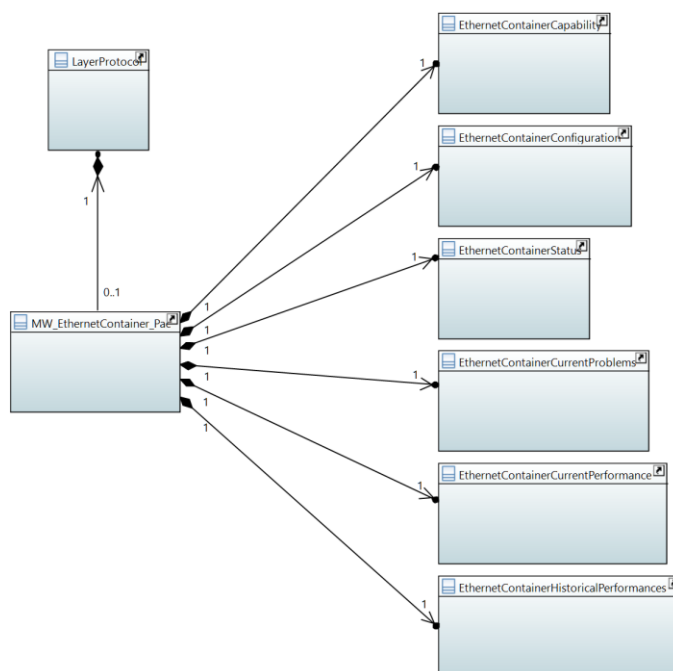 EthernetContainerCapability
1
LayerProtocol
EthernetContainerConfiguration
1
1
EthernetContainerStatus
1
0..1
MW_EthernetContainer_Pac
1
1
1
EthernetContainerCurrentProblems
1
1
1
1
EthernetContainerCurrentPerformance
1
EthernetContainerHistoricalPerformances
1